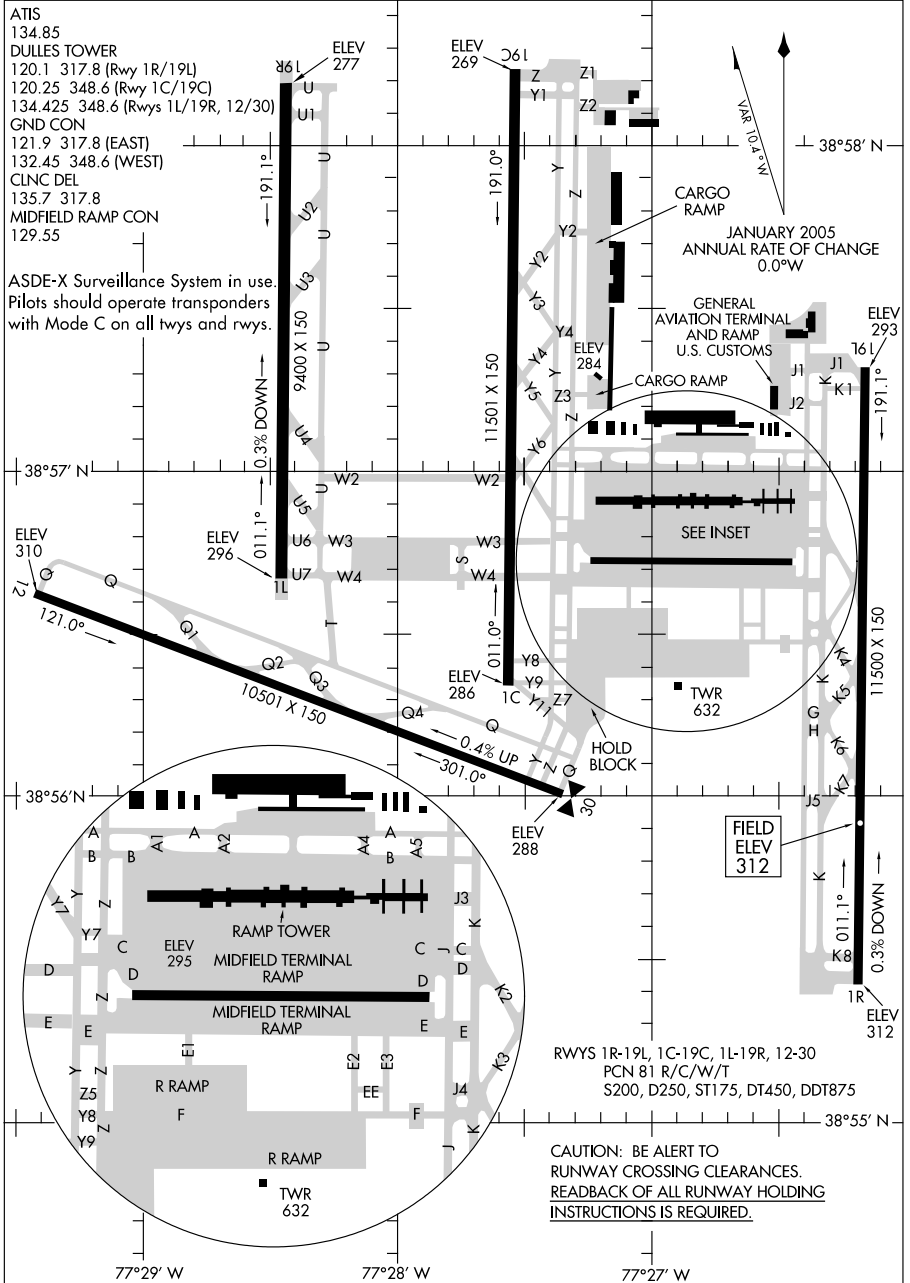 ATIS
134.85
DULLES TOWER
120.1 317.8 (Rwy 1R/19L)
120.25 348.6 (Rwy 1C/19C)
134.425 348.6 (Rwys 1L/19R, 12/30)
GND CON
121.9 317.8 (EAST)
132.45 348.6 (WEST)
CLNC DEL
135.7 317.8
MIDFIELD RAMP CON
129.55
ASDE-X Surveillance System in use.
Pilots should operate transponders
with Mode C on all twys and rwys.
ELEV
277
19R
U
U1
U
191.1°
U2
U
U3
U
9400 X 150
0.3% DOWN
U4
U
U5
011.1°
U6
U7
1L
ELEV
296
W2
W3
W4
T
ELEV
269
19C
Z
Z1
Y1
Z2
191.0°
Y
Z
Y2
Y2
Y3
Y4
Y4
Y
Y5
Z3
Z
Y6
11501 X 150
W2
W3
S
W4
011.0°
ELEV
286
1C
Y8
Y9
Y11
Z7
VAR 10.4° W
38°58' N
JANUARY 2005
ANNUAL RATE OF CHANGE
0.0°W
CARGO
RAMP
ELEV
284
CARGO RAMP
GENERAL
AVIATION TERMINAL
AND RAMP
U.S. CUSTOMS
ELEV
293
19L
J1
J1
K
K1
J2
191.1°
38°57' N
SEE INSET
11500 X 150
K4
K
K5
G
H
K6
K7
J5
K
TWR
632
HOLD
BLOCK
FIELD
ELEV
312
011.1°
0.3% DOWN
K8
1R
ELEV
312
ELEV
310
12
Q
Q
121.0°
Q1
Q2
Q3
10501 X 150
Q4
Q
0.4% UP
301.0°
Y
Z
Q
30
ELEV
288
38°56'N
A
A1
A
A2
A4
A
A5
B
B
B
Y
Y7
Z
Y7
J3
K
RAMP TOWER
C
ELEV
295
MIDFIELD TERMINAL
RAMP
C
J
C
D
D
D
D
Z
K2
MIDFIELD TERMINAL
RAMP
E
E
E
E
E1
E2
E3
K3
Y
Z5
Y8
Z
Y9
R RAMP
F
EE
F
J4
K
J
R RAMP
TWR
632
RWYS 1R-19L, 1C-19C, 1L-19R, 12-30
PCN 81 R/C/W/T
S200, D250, ST175, DT450, DDT875
38°55' N
CAUTION: BE ALERT TO
RUNWAY CROSSING CLEARANCES.
READBACK OF ALL RUNWAY HOLDING
INSTRUCTIONS IS REQUIRED.
77°29' W
77°28' W
77°27' W